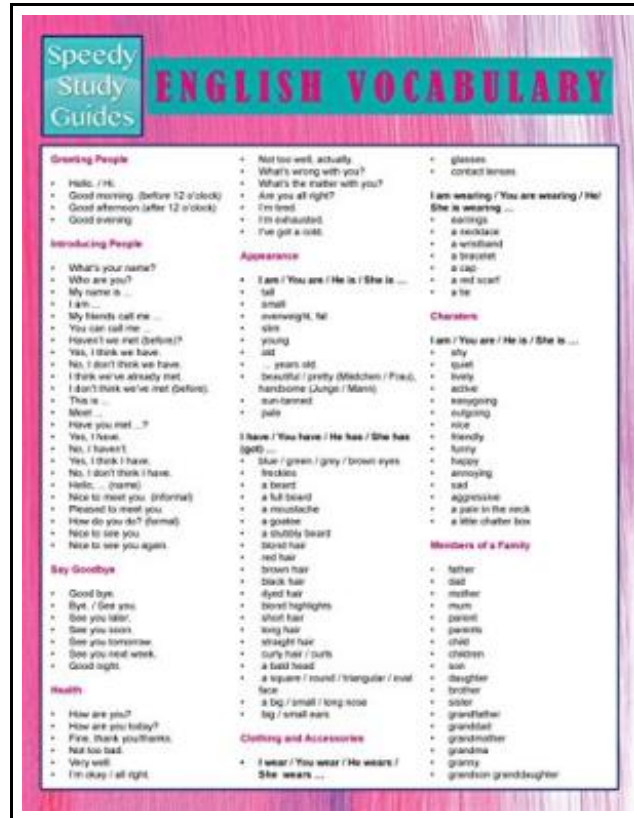 Speedy
Study
Guides
ENGLISH VOCABULARY
Greeting People
• Hello. / Hi.
• Good morning. (before 12 o'clock)
• Good afternoon (after 12 o'clock)
• Good evening.
Introducing People
• What's your name?
• Who are you?
• My name is ...
• I am ...
• My friends call me ...
• You can call me ...
• Haven't we met (before)?
• Yes, I think we have.
• No, I don't think we have.
• I think we've already met.
• I don't think we've met (before).
• This is ...
• Meet ...
• Have you met ...?
• Yes, I have.
• No, I haven't.
• Yes, I think I have.
• No, I don't think I have.
• Hello, ... (name)
• Nice to meet you. (informal)
• Pleased to meet you.
• How do you do? (formal)
• Nice to see you.
• Nice to see you again.
Say Goodbye
• Good bye.
• Bye. / See you.
• See you later.
• See you soon.
• See you tomorrow.
• See you next week.
• Good night.
Health
• How are you?
• How are you today?
• Fine, thank you/thanks.
• Not too bad.
• Very well.
• I'm okay / all right.
• Not too well, actually.
• What's wrong with you?
• What's the matter with you?
• Are you all right?
• I'm tired.
• I'm exhausted.
• I've got a cold.
Appearance
• I am / You are / He is / She is ...
• tall
• small
• overweight, fat
• slim
• young
• old
• ... years old
• beautiful / pretty (Mädchen / Frau),
handsome (Junge / Mann)
• sun-tanned
• pale
I have / You have / He has / She has
(got) ...
• blue / green / grey / brown eyes
• freckles
• a beard
• a full beard
• a moustache
• a goatee
• a stubbly beard
• blond hair
• red hair
• brown hair
• black hair
• dyed hair
• blond highlights
• short hair
• long hair
• straight hair
• curly hair / curls
• a bald head
• a square / round / triangular / oval
face
• a big / small / long nose
• big / small ears
Clothing and Accessories
• I wear / You wear / He wears /
She wears ...
• glasses
• contact lenses
I am wearing / You are wearing / He/
She is wearing ...
• earrings
• a necklace
• a wristband
• a bracelet
• a cap
• a red scarf
• a tie
Charaters
I am / You are / He is / She is ...
• shy
• quiet
• lively
• active
• easygoing
• outgoing
• nice
• friendly
• funny
• happy
• annoying
• sad
• aggressive
• a pain in the neck
• a little chatter box
Members of a Family
• father
• dad
• mother
• mum
• parent
• parents
• child
• children
• son
• daughter
• brother
• sister
• grandfather
• granddad
• grandmother
• grandma
• granny
• grandson granddaughter